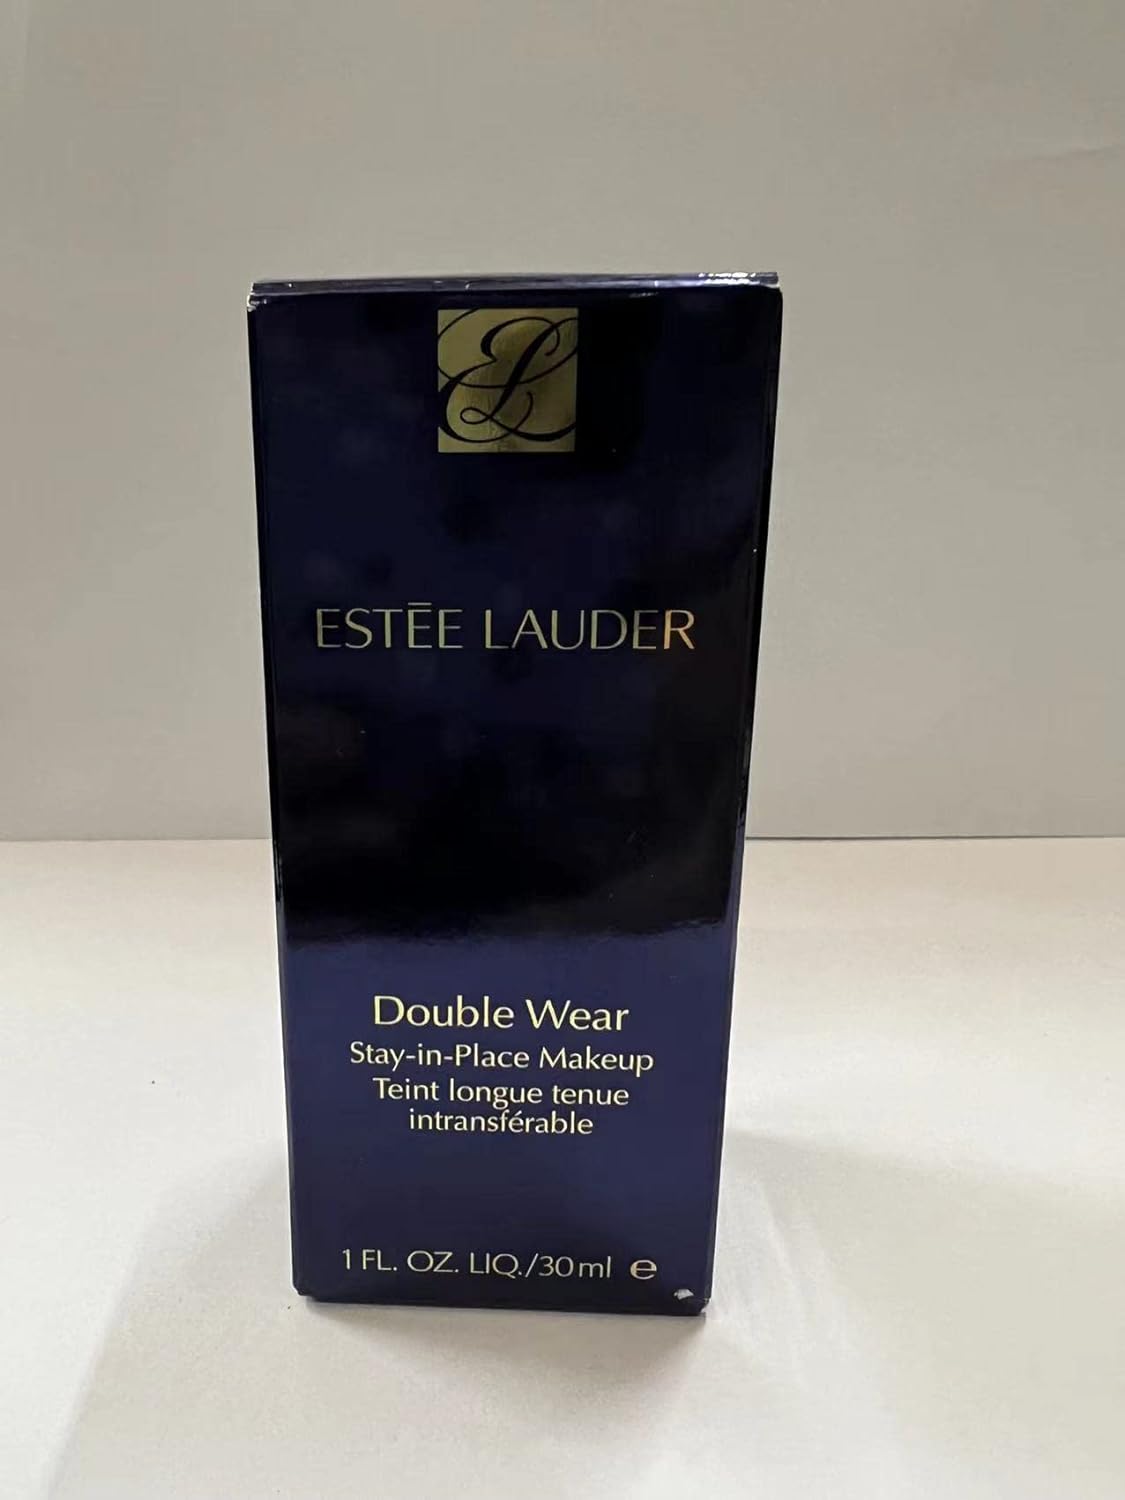 EL
ESTĒE LAUDER
Double Wear
Stay-in-Place Makeup
Teint longue tenue
intransférable
1 FL. OZ. LIQ./30ml ℮